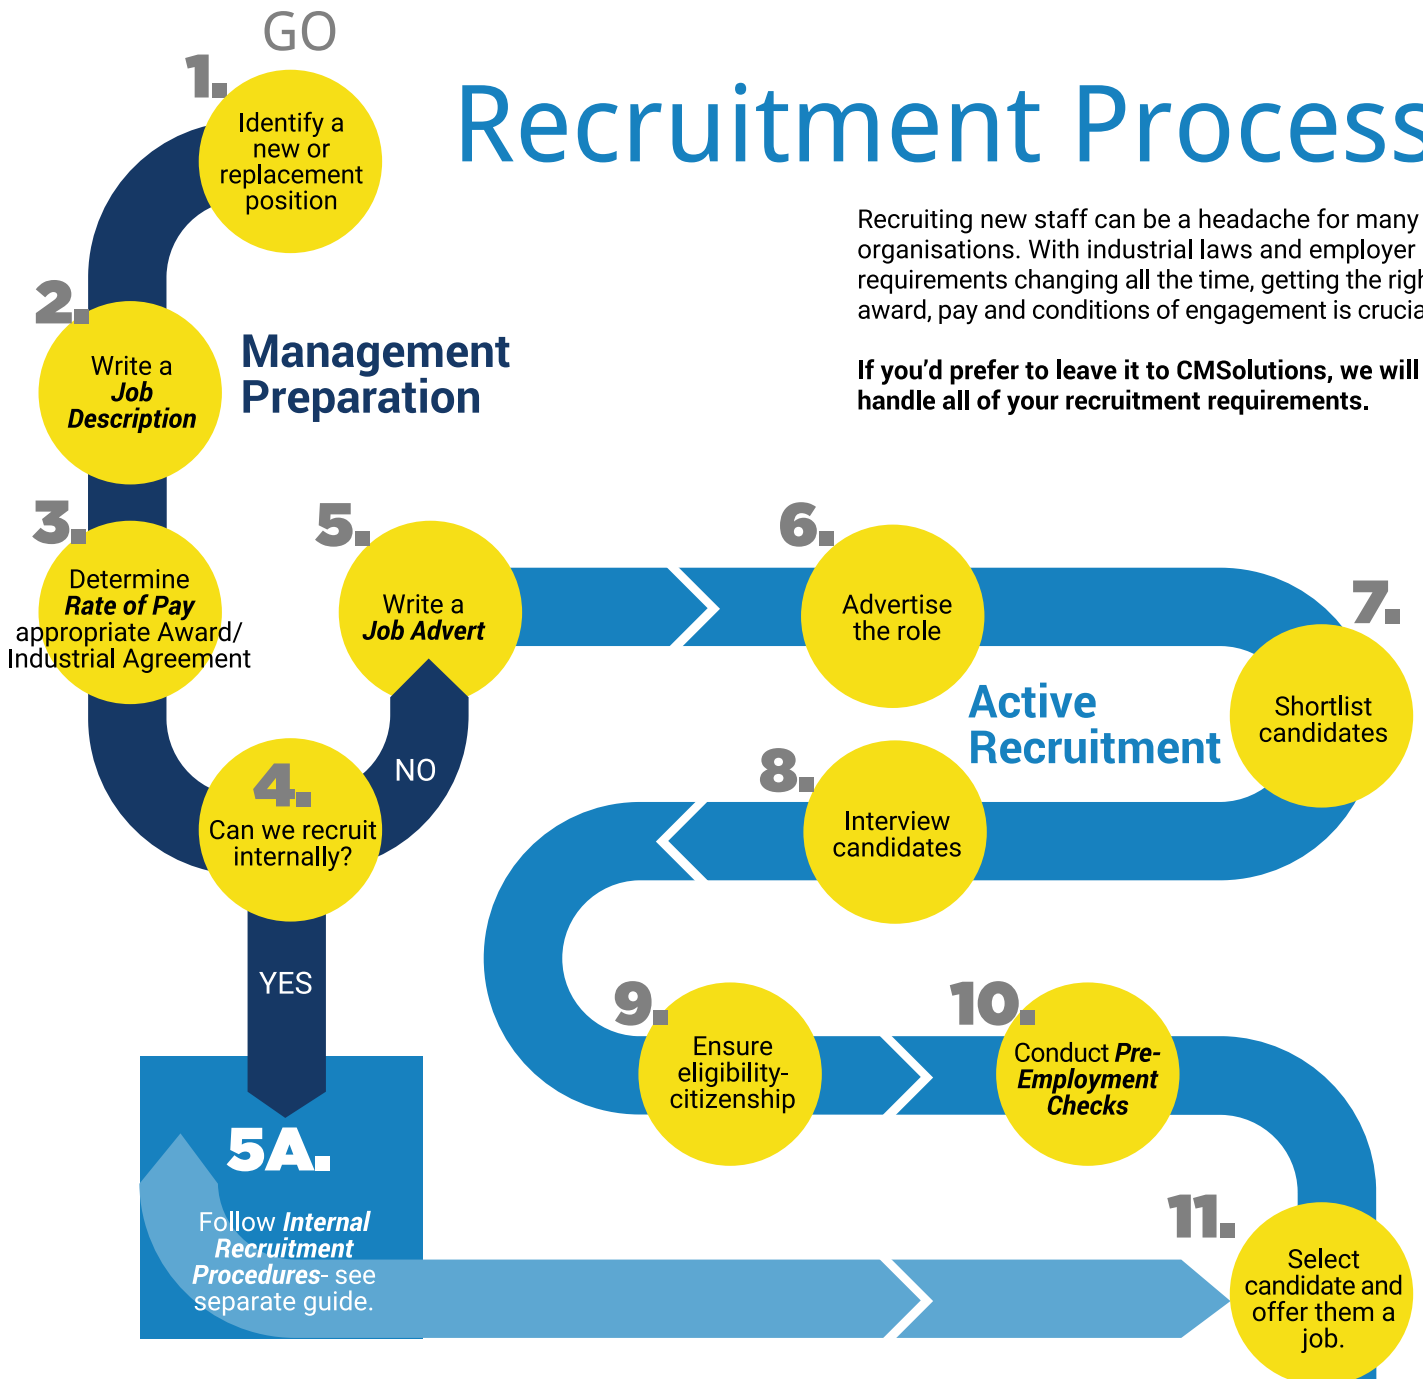 GO
Recruitment Process
1.
Identify a
new or
replacement
position
Recruiting new staff can be a headache for many
organisations. With industrial laws and employer
requirements changing all the time, getting the righ
award, pay and conditions of engagement is crucia
If you'd prefer to leave it to CMSolutions, we will
handle all of your recruitment requirements.
2.
Write a
Job
Description
Management
Preparation
3.
Determine
Rate of Pay
appropriate Award/
Industrial Agreement
4.
Can we recruit
internally?
NO
YES
5.
Write a
Job Advert
5A.
Follow Internal
Recruitment
Procedures- see
separate guide.
6.
Advertise
the role
Active
Recruitment
7.
Shortlist
candidates
8.
Interview
candidates
9.
Ensure
eligibility-
citizenship
10.
Conduct Pre-
Employment
Checks
11.
Select
candidate and
offer them a
job.